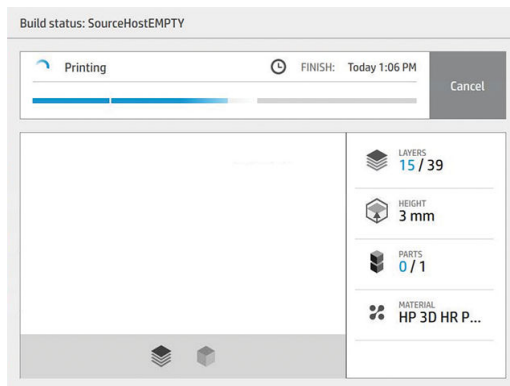 Build status: SourceHostEMPTY
Printing
FINISH: Today 1:06 PM
Cancel
LAYERS
15 / 39
HEIGHT
3 mm
PARTS
0 / 1
MATERIAL
HP 3D HR P...